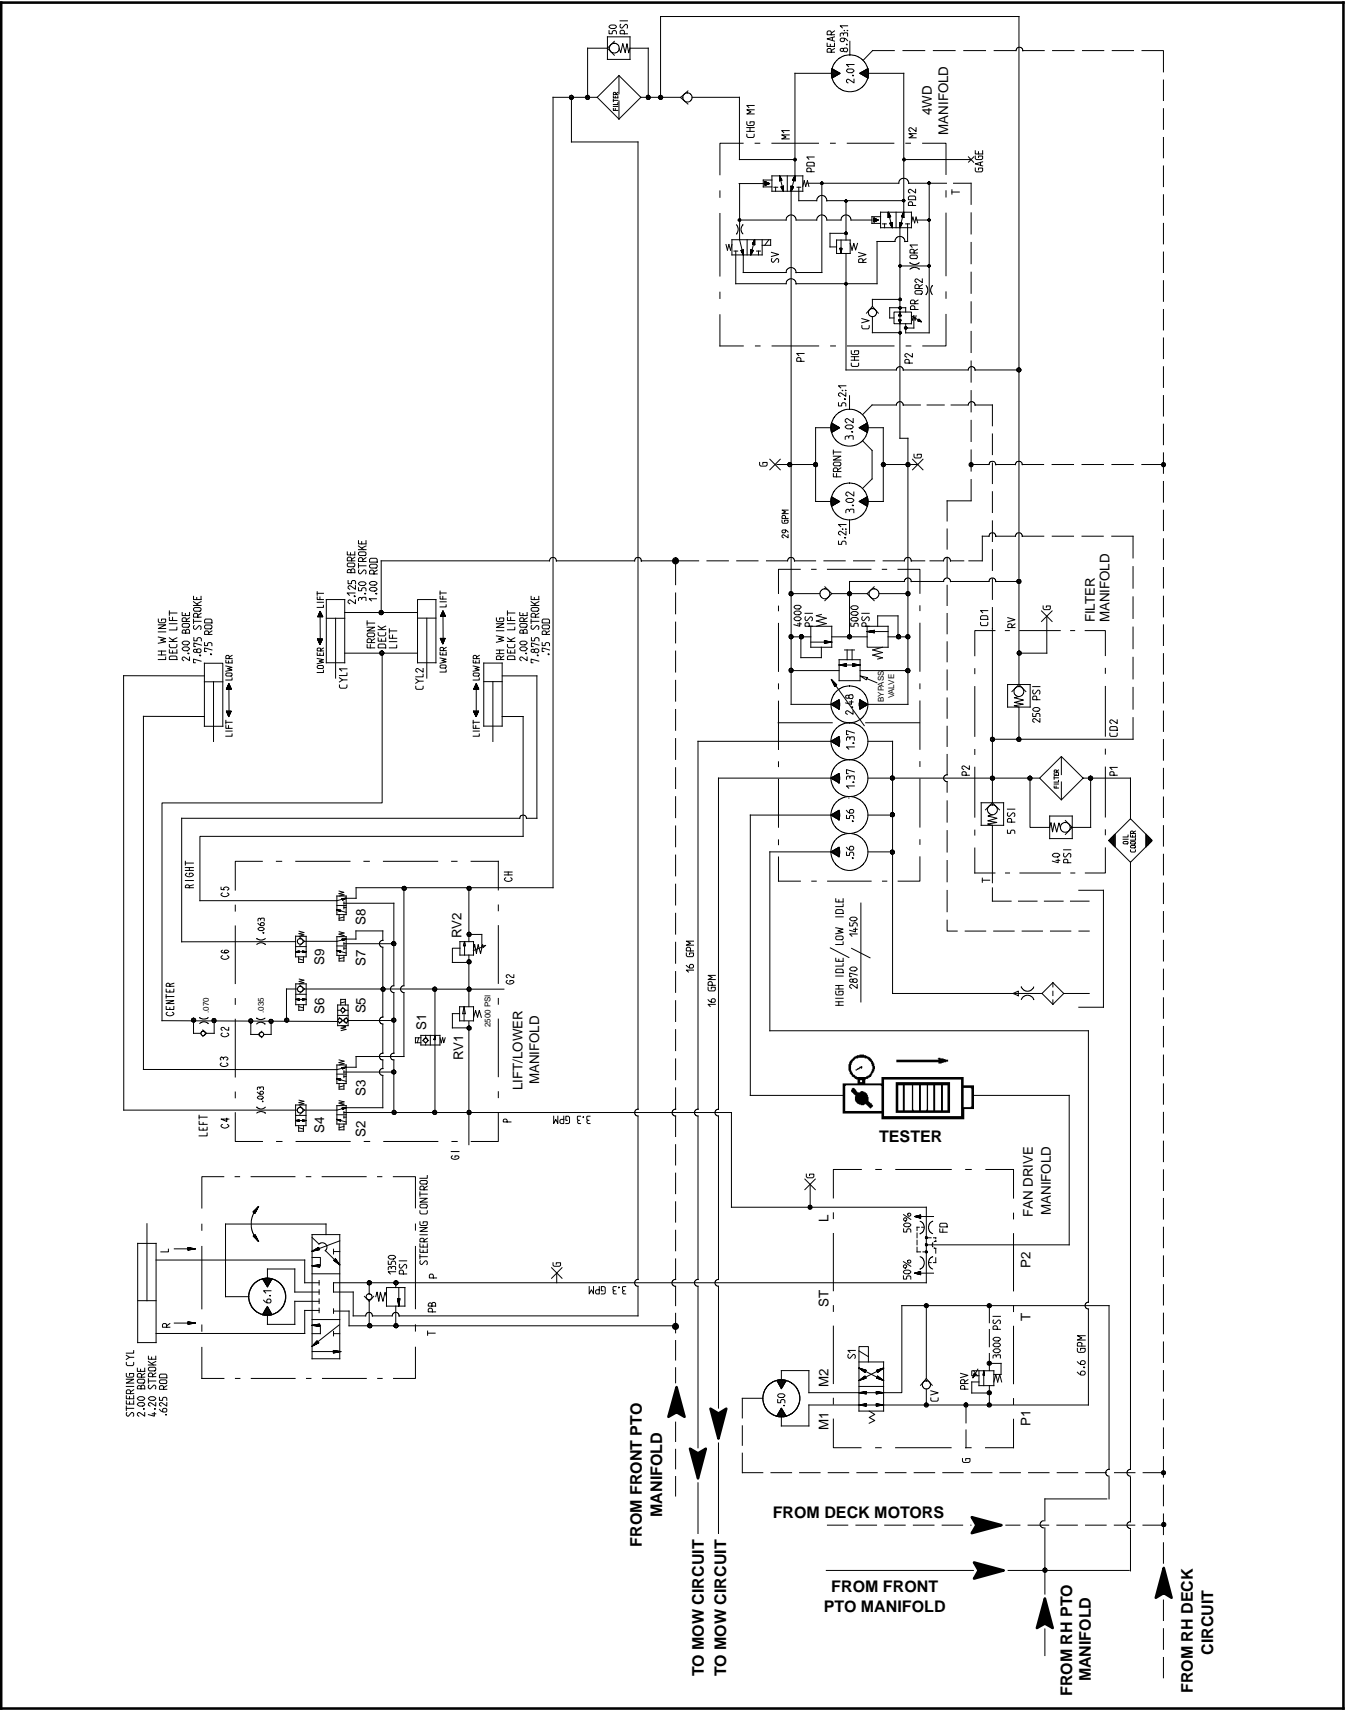 50
PSI
FILTER
REAR
8.93:1
2.01
4WD
MANIFOLD
CHG M1
M1
M2
PD1
GAGE
PD2
T
SV
RV
OR1
OR2
PR
CV
P1
CHG
P2
5.2:1
3.02
G
FRONT
G
3.02
5.2:1
29 GPM
2.125 BORE
3.50 STROKE
1.00 ROD
LH WING
DECK LIFT
2.00 BORE
7.875 STROKE
.75 ROD
LIFT
LOWER
FRONT
DECK
LIFT
LIFT
LOWER
CYL1
CYL2
RH WING
DECK LIFT
2.00 BORE
7.875 STROKE
.75 ROD
LOWER
LIFT
LOWER
LIFT
4000
PSI
5000
PSI
BYPASS
VALVE
2.48
1.37
1.37
.56
.56
CD1
RV
G
FILTER
MANIFOLD
250 PSI
CD2
P2
P1
FILTER
5 PSI
40
PSI
OIL
COOLER
T
RIGHT
C5
CH
.063
C6
S8
S9
S7
RV2
CENTER
.070
.035
C2
S6
S5
G2
S1
2500 PSI
RV1
C3
S3
LIFT/LOWER
MANIFOLD
.063
LEFT
C4
S4
S2
P
3.3 GPM
G1
16 GPM
16 GPM
HIGH IDLE/LOW IDLE
2870 / 1450
TESTER
STEERING CONTROL
L
R
6.1
1350
PSI
P
PB
T
G
3.3 GPM
STEERING CYL
2.00 BORE
4.20 STROKE
.625 ROD
G
FAN DRIVE
MANIFOLD
L
50%
FD
50%
P2
ST
T
3000 PSI
6.6 GPM
S1
M2
.50
M1
CV
PRV
P1
G
FROM FRONT PTO
MANIFOLD
TO MOW CIRCUIT
TO MOW CIRCUIT
FROM DECK MOTORS
FROM FRONT
PTO MANIFOLD
FROM RH PTO
MANIFOLD
FROM RH DECK
CIRCUIT